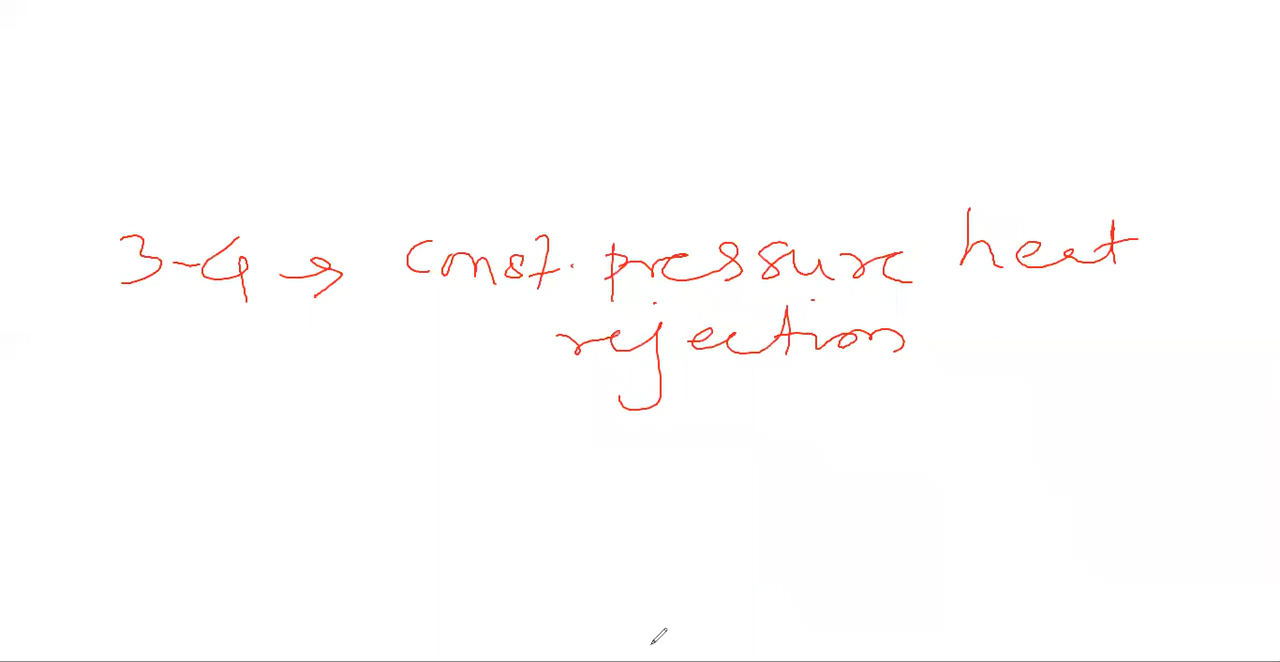 3-4 → const. pressure heat
rejection